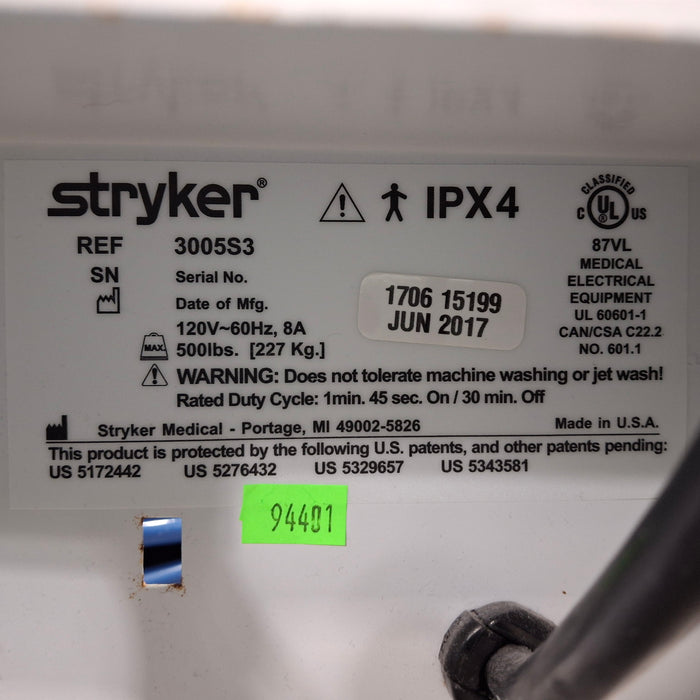 stryker® IPX4
CLASSIFIED
C UL US
REF 3005S3
87VL
MEDICAL
ELECTRICAL
EQUIPMENT
UL 60601-1
CAN/CSA C22.2
NO. 601.1
SN Serial No.
Date of Mfg.
1706 15199
JUN 2017
120V~60Hz, 8A
MAX. 500lbs. [227 Kg.]
WARNING: Does not tolerate machine washing or jet wash!
Rated Duty Cycle: 1min. 45 sec. On / 30 min. Off
Stryker Medical - Portage, MI 49002-5826 Made in U.S.A.
This product is protected by the following U.S. patents, and other patents pending:
US 5172442 US 5276432 US 5329657 US 5343581
94401